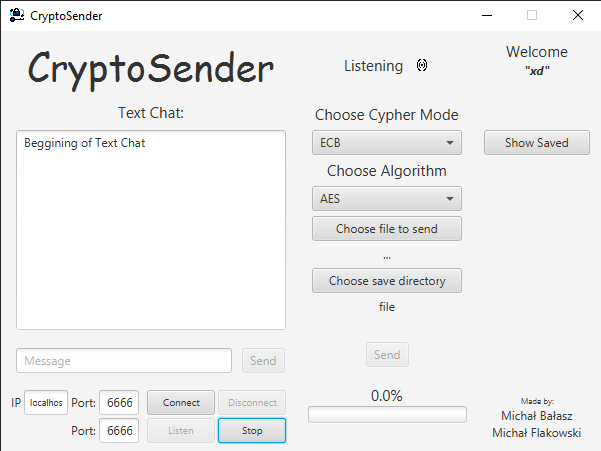 CryptoSender
CryptoSender
Listening
Welcome
"xd"
Text Chat:
Beggining of Text Chat
Choose Cypher Mode
ECB
Show Saved
Choose Algorithm
AES
Choose file to send
...
Choose save directory
file
Message
Send
Send
IP
localhos
Port:
6666
Connect
Disconnect
Port:
6666
Listen
Stop
0.0%
Made by:
Michał Bałasz
Michał Flakowski